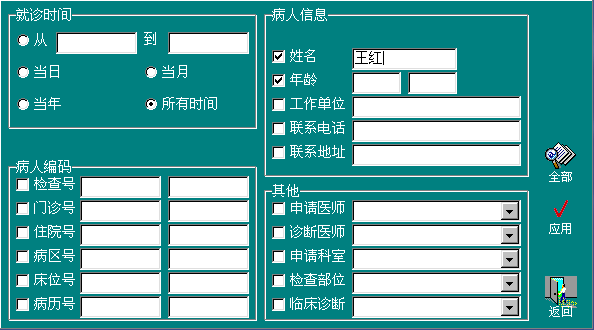 就诊时间
从 到
当日 当月
当年 所有时间
病人编码
检查号
门诊号
住院号
病区号
床位号
病历号
病人信息
姓名 王红
年龄
工作单位
联系电话
联系地址
其他
申请医师
诊断医师
申请科室
检查部位
临床诊断
全部
应用
返回